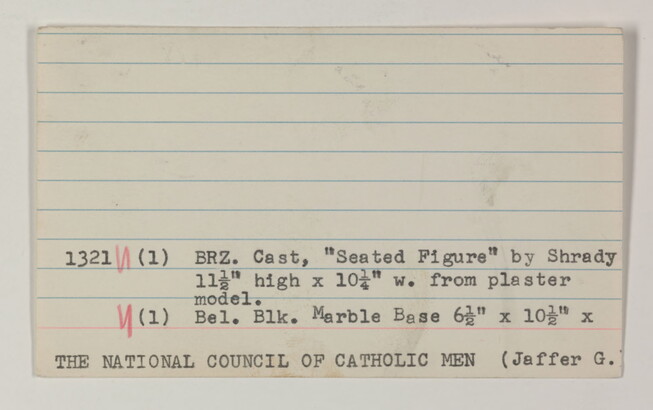 1321 (1) BRZ. Cast, "Seated Figure" by Shrady
11½" high x 10¼" w. from plaster
model.
(1) Bel. Blk. Marble Base 6½" x 10½" x
THE NATIONAL COUNCIL OF CATHOLIC MEN (Jaffer G.